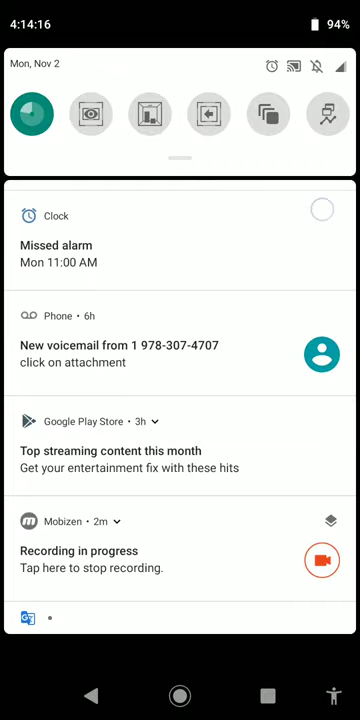 4:14:16
94%
Mon, Nov 2
Clock
Missed alarm
Mon 11:00 AM
Phone • 6h
New voicemail from 1 978-307-4707
click on attachment
Google Play Store • 3h
Top streaming content this month
Get your entertainment fix with these hits
m Mobizen • 2m
Recording in progress
Tap here to stop recording.